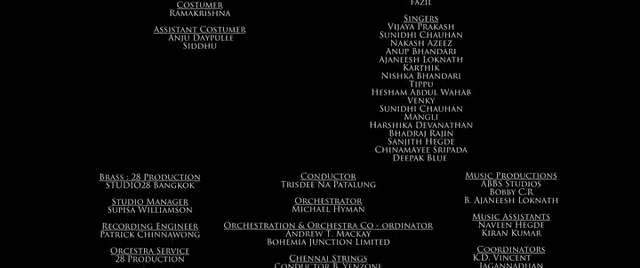 Costumer
Ramakrishna
Assistant Costumer
Anju Daypulle
Siddhu
Fazil
Singers
Vijaya Prakash
Sunidhi Chauhan
Nakash Azeez
Anup Bhandari
Ajaneesh Loknath
Karthik
Nishka Bhandari
Tippu
Hesham Abdul Wahab
Venky
Sunidhi Chauhan
Mangli
Harshika Devanathan
Bhadraj Rajin
Sanjith Hegde
Chinamayee Sripada
Deepak Blue
Brass : 28 Production
STUDIO28 Bangkok
Studio Manager
Supisa Williamson
Recording Engineer
Patrick Chinnawong
Orcestra Service
28 Production
Conductor
Trisdee Na Patalung
Orchestrator
Michael Hyman
Orchestration & Orchestra Co - ordinator
Andrew T. Mackay
Bohemia Junction Limited
Chennai Strings
Conductor B. Yenzone
Music Productions
ABBS Studios
Bobby C.R
B. Ajaneesh Loknath
Music Assistants
Naveen Hegde
Kiran Kumar
Coordinators
K.D. Vincent
Jagannadhan